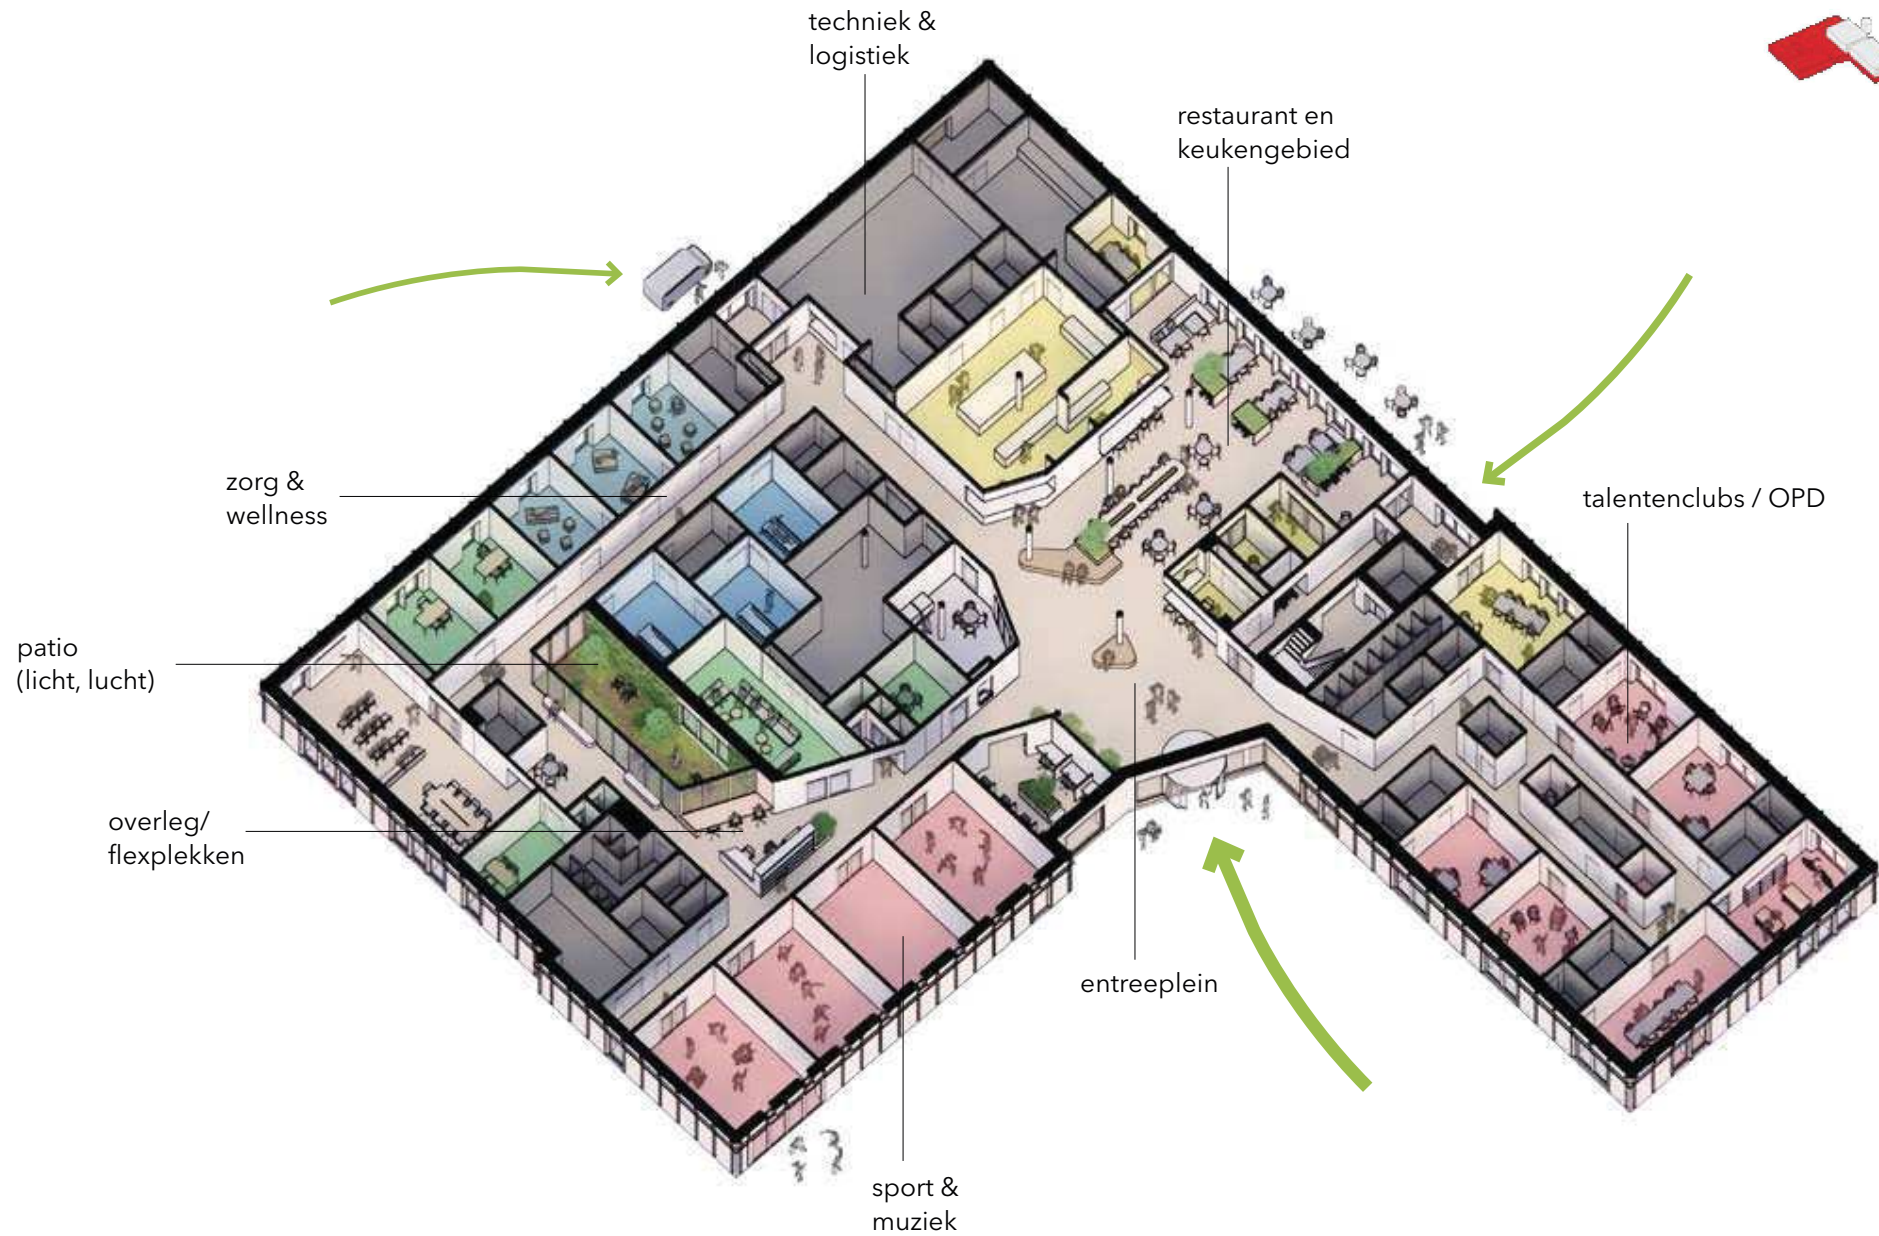 techniek &
logistiek
restaurant en
keukengebied
zorg &
wellness
talentenclubs / OPD
patio
(licht, lucht)
overleg/
flexplekken
entreeplein
sport &
muziek